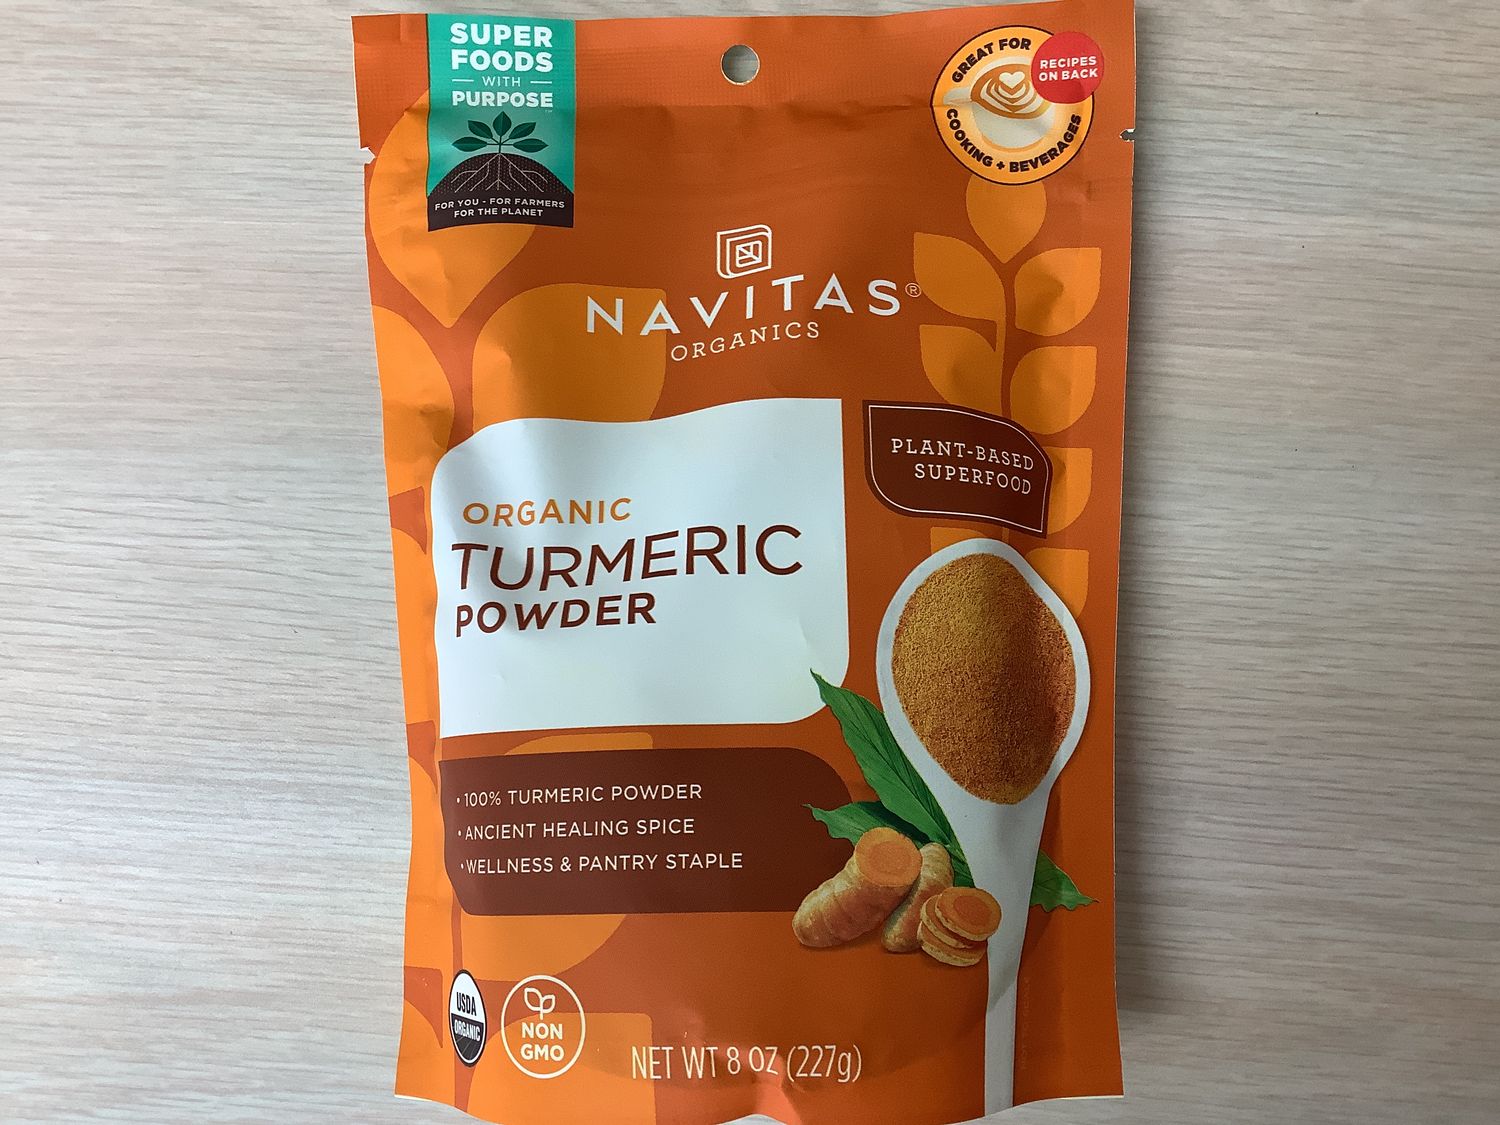 SUPER
FOODS
WITH
PURPOSE
FOR YOU - FOR FARMERS
FOR THE PLANET
GREAT FOR
COOKING + BEVERAGES
RECIPES
ON BACK
NAVITAS®
ORGANICS
PLANT-BASED
SUPERFOOD
ORGANIC
TURMERIC
POWDER
• 100% TURMERIC POWDER
• ANCIENT HEALING SPICE
• WELLNESS & PANTRY STAPLE
USDA
ORGANIC
NON
GMO
NET WT 8 OZ (227g)